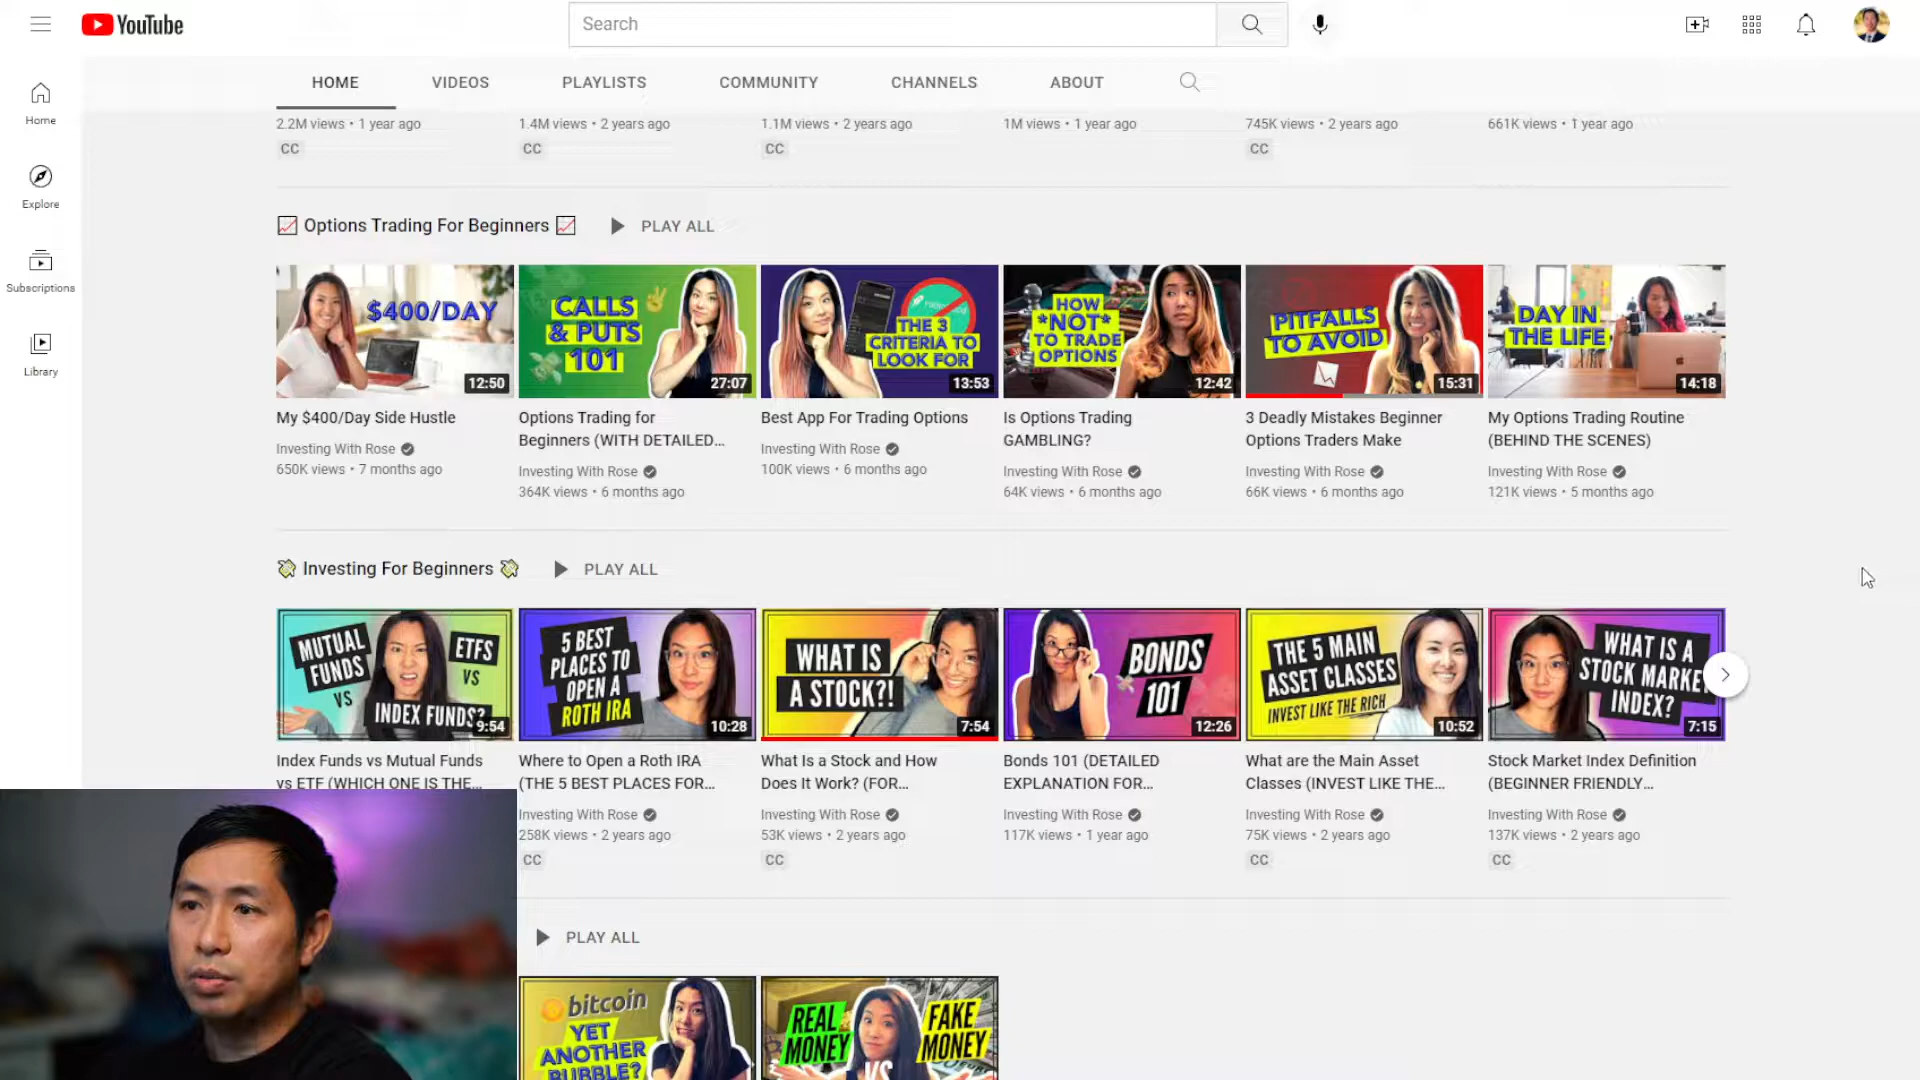 YouTube
Search
HOME
VIDEOS
PLAYLISTS
COMMUNITY
CHANNELS
ABOUT
Home
Explore
Subscriptions
Library
2.2M views • 1 year ago
1.4M views • 2 years ago
1.1M views • 2 years ago
1M views • 1 year ago
745K views • 2 years ago
661K views • 1 year ago
CC
CC
CC
CC
Options Trading For Beginners
PLAY ALL
$400/DAY
12:50
CALLS
& PUTS
101
27:07
THE 3
CRITERIA TO
LOOK FOR
13:53
HOW
*NOT*
TO TRADE
OPTIONS
12:42
PITFALLS
TO AVOID
15:31
DAY IN
THE LIFE
14:18
My $400/Day Side Hustle
Investing With Rose
650K views • 7 months ago
Options Trading for
Beginners (WITH DETAILED...
Investing With Rose
364K views • 6 months ago
Best App For Trading Options
Investing With Rose
100K views • 6 months ago
Is Options Trading
GAMBLING?
Investing With Rose
64K views • 6 months ago
3 Deadly Mistakes Beginner
Options Traders Make
Investing With Rose
66K views • 6 months ago
My Options Trading Routine
(BEHIND THE SCENES)
Investing With Rose
121K views • 5 months ago
Investing For Beginners
PLAY ALL
MUTUAL
FUNDS
VS
ETFS
VS
INDEX FUNDS?
9:54
5 BEST
PLACES TO
OPEN A
ROTH IRA
10:28
WHAT IS
A STOCK?!
7:54
BONDS
101
12:26
THE 5 MAIN
ASSET CLASSES
INVEST LIKE THE RICH
10:52
WHAT IS A
STOCK MARKET
INDEX?
7:15
Index Funds vs Mutual Funds
vs ETF (WHICH ONE IS THE...
Where to Open a Roth IRA
(THE 5 BEST PLACES FOR...
Investing With Rose
258K views • 2 years ago
CC
What Is a Stock and How
Does It Work? (FOR...
Investing With Rose
53K views • 2 years ago
CC
Bonds 101 (DETAILED
EXPLANATION FOR...
Investing With Rose
117K views • 1 year ago
What are the Main Asset
Classes (INVEST LIKE THE...
Investing With Rose
75K views • 2 years ago
CC
Stock Market Index Definition
(BEGINNER FRIENDLY...
Investing With Rose
137K views • 2 years ago
CC
PLAY ALL
bitcoin
YET
ANOTHER
BUBBLE?
REAL
MONEY
VS
FAKE
MONEY